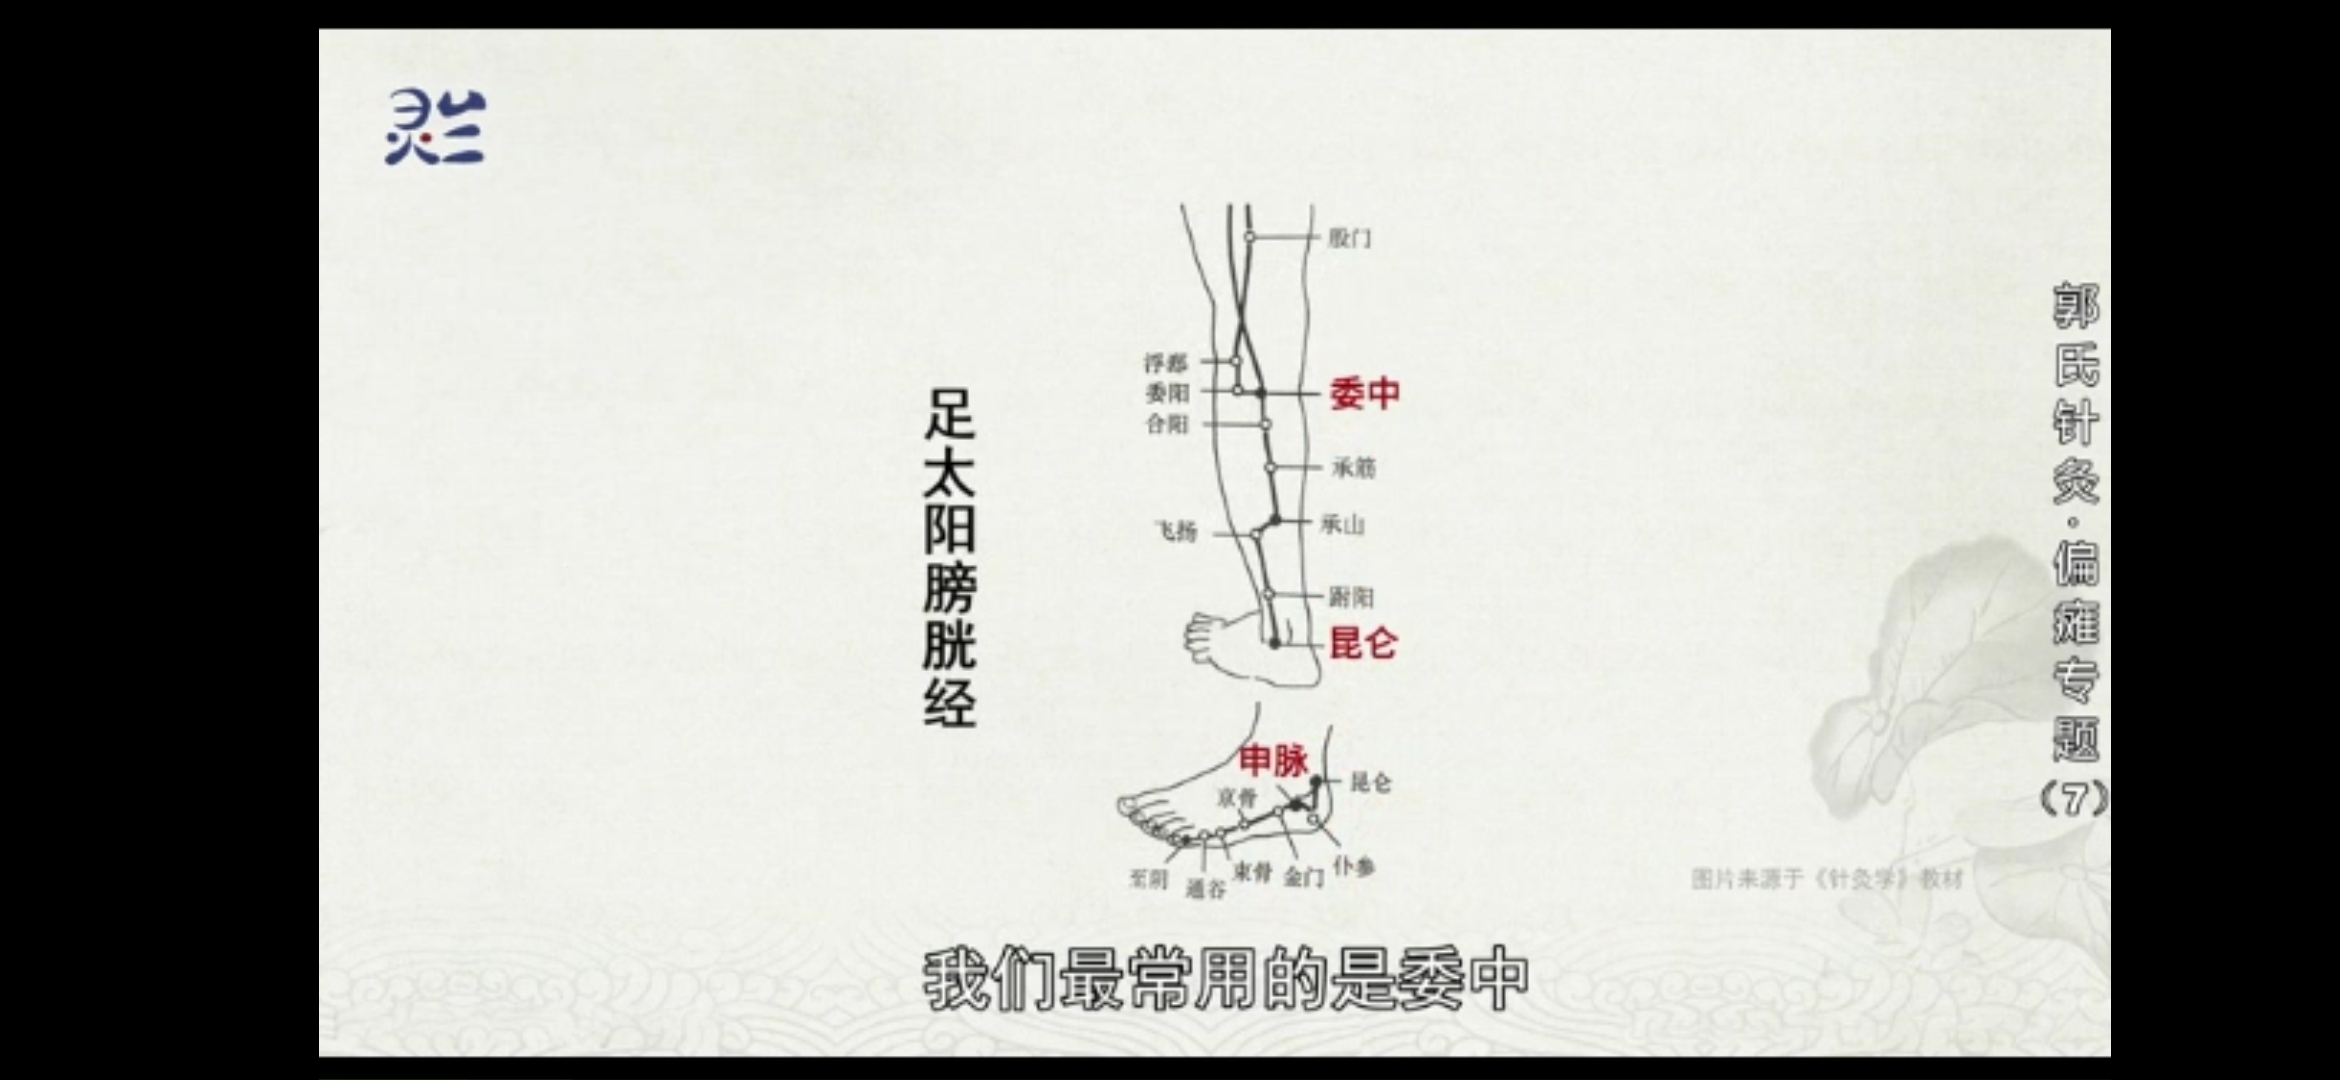 灵兰
殷门
浮郄
委阳
委中
合阳
承筋
飞扬
承山
跗阳
昆仑
足太阳膀胱经
申脉
昆仑
京骨
至阴
通谷
束骨
金门
仆参
郭氏针灸·偏瘫专题(7)
图片来源于《针灸学》教材
我们最常用的是委中